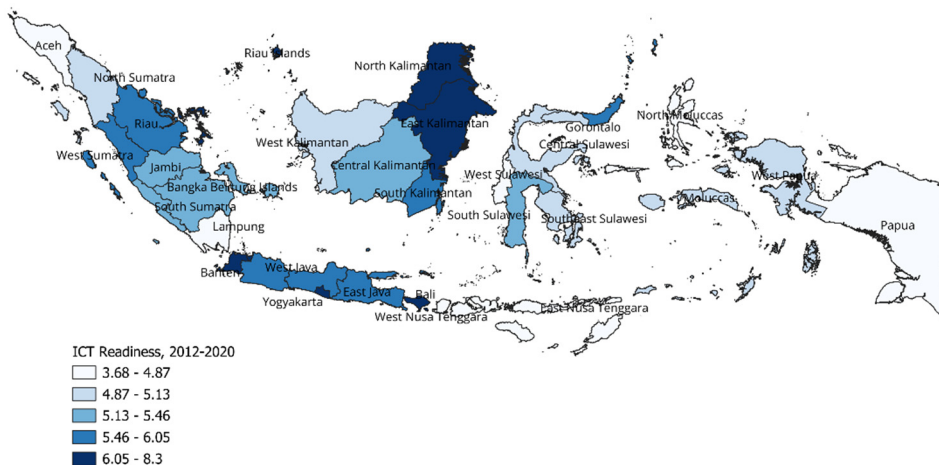 Aceh
Riau Islands
North Kalimantan
North Sumatra
Riau
East Kalimantan
North Moluccas
Gorontalo
West Kalimantan
Central Sulawesi
West Sumatra
Jambi
Central Kalimantan
West Sulawesi
West Papua
Bangka Belitung Islands
South Kalimantan
Moluccas
South Sumatra
South Sulawesi
Southeast Sulawesi
Lampung
Papua
Banten
West Java
Yogyakarta
East Java
Bali
West Nusa Tenggara
East Nusa Tenggara
ICT Readiness, 2012-2020
3.68 - 4.87
4.87 - 5.13
5.13 - 5.46
5.46 - 6.05
6.05 - 8.3